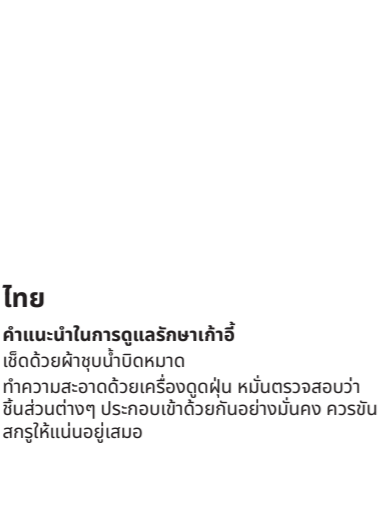 ไทย
คำแนะนำในการดูแลรักษาเก้าอี้
เช็ดด้วยผ้าชุบน้ำบิดหมาด
ทำความสะอาดด้วยเครื่องดูดฝุ่น หมั่นตรวจสอบว่า
ชิ้นส่วนต่างๆ ประกอบเข้าด้วยกันอย่างมั่นคง ควรขัน
สกรูให้แน่นอยู่เสมอ